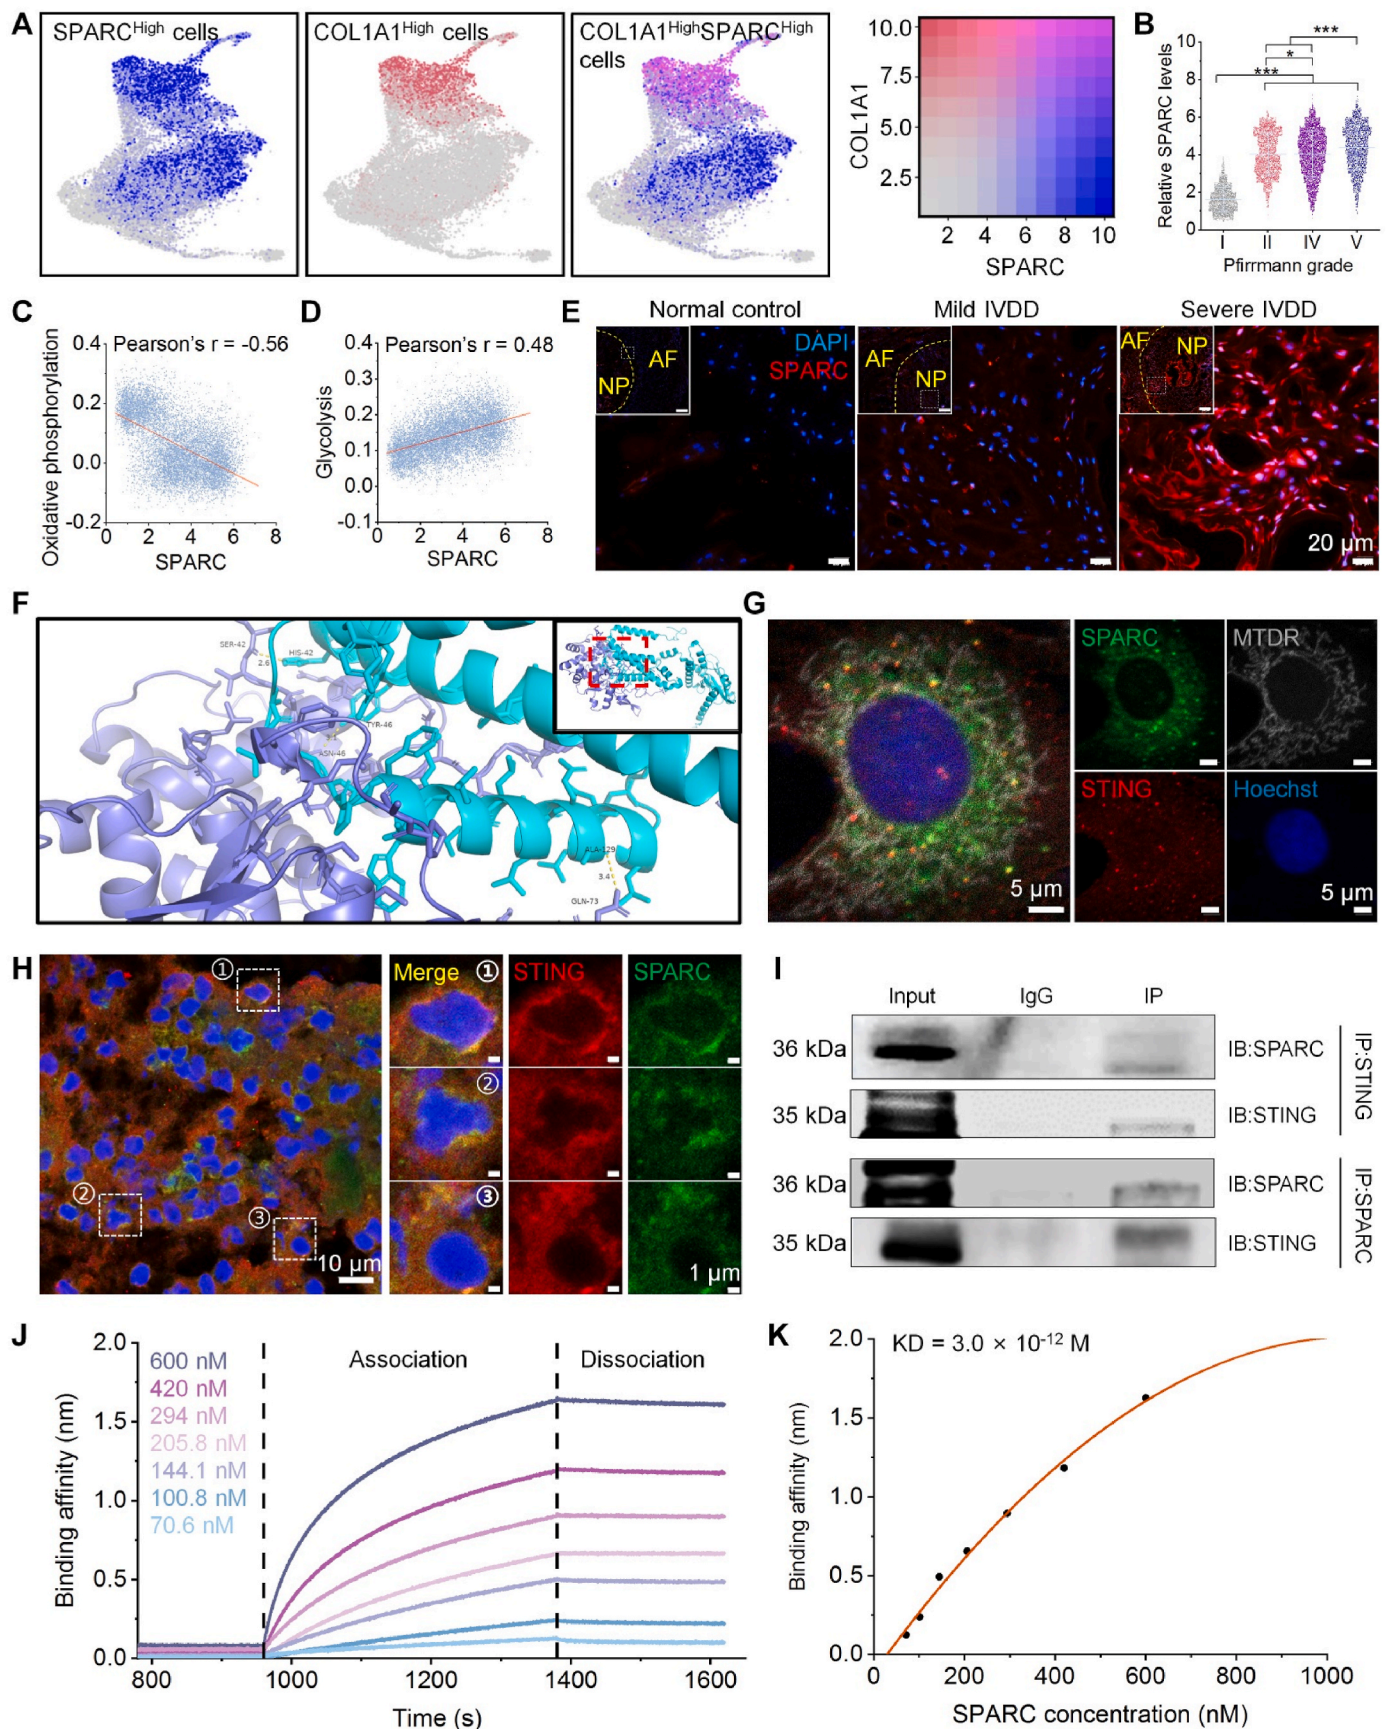 A
SPARCHigh cells
COL1A1High cells
COL1A1HighSPARCHigh
cells
COL1A1
10.0
7.5
5.0
2.5
2 4 6 8 10
SPARC
B
Relative SPARC levels
10
8
6
4
2
0
***
*
***
I II IV V
Pfirrmann grade
C
Pearson's r = -0.56
Oxidative phosphorylation
0.4
0.2
0.0
-0.2
0 2 4 6 8
SPARC
D
Pearson's r = 0.48
Glycolysis
0.4
0.3
0.2
0.1
0.0
-0.1
0 2 4 6 8
SPARC
E
Normal control
Mild IVDD
Severe IVDD
AF
NP
DAPI
SPARC
AF
NP
AF
NP
20 µm
F
SER-42
2.6
HIS-42
TYR-46
ASN-46
ALA-129
3.4
GLN-73
G
5 µm
SPARC
MTDR
STING
Hoechst
5 µm
H
①
②
③
10 µm
Merge
①
STING
SPARC
②
③
1 µm
I
Input IgG IP
36 kDa IB:SPARC
35 kDa IB:STING
IP:STING
36 kDa IB:SPARC
35 kDa IB:STING
IP:SPARC
J
Binding affinity (nm)
2.0
1.5
1.0
0.5
0.0
600 nM
420 nM
294 nM
205.8 nM
144.1 nM
100.8 nM
70.6 nM
Association
Dissociation
800 1000 1200 1400 1600
Time (s)
K
KD = 3.0 × 10-12 M
Binding affinity (nm)
2.0
1.5
1.0
0.5
0.0
0 200 400 600 800 1000
SPARC concentration (nM)